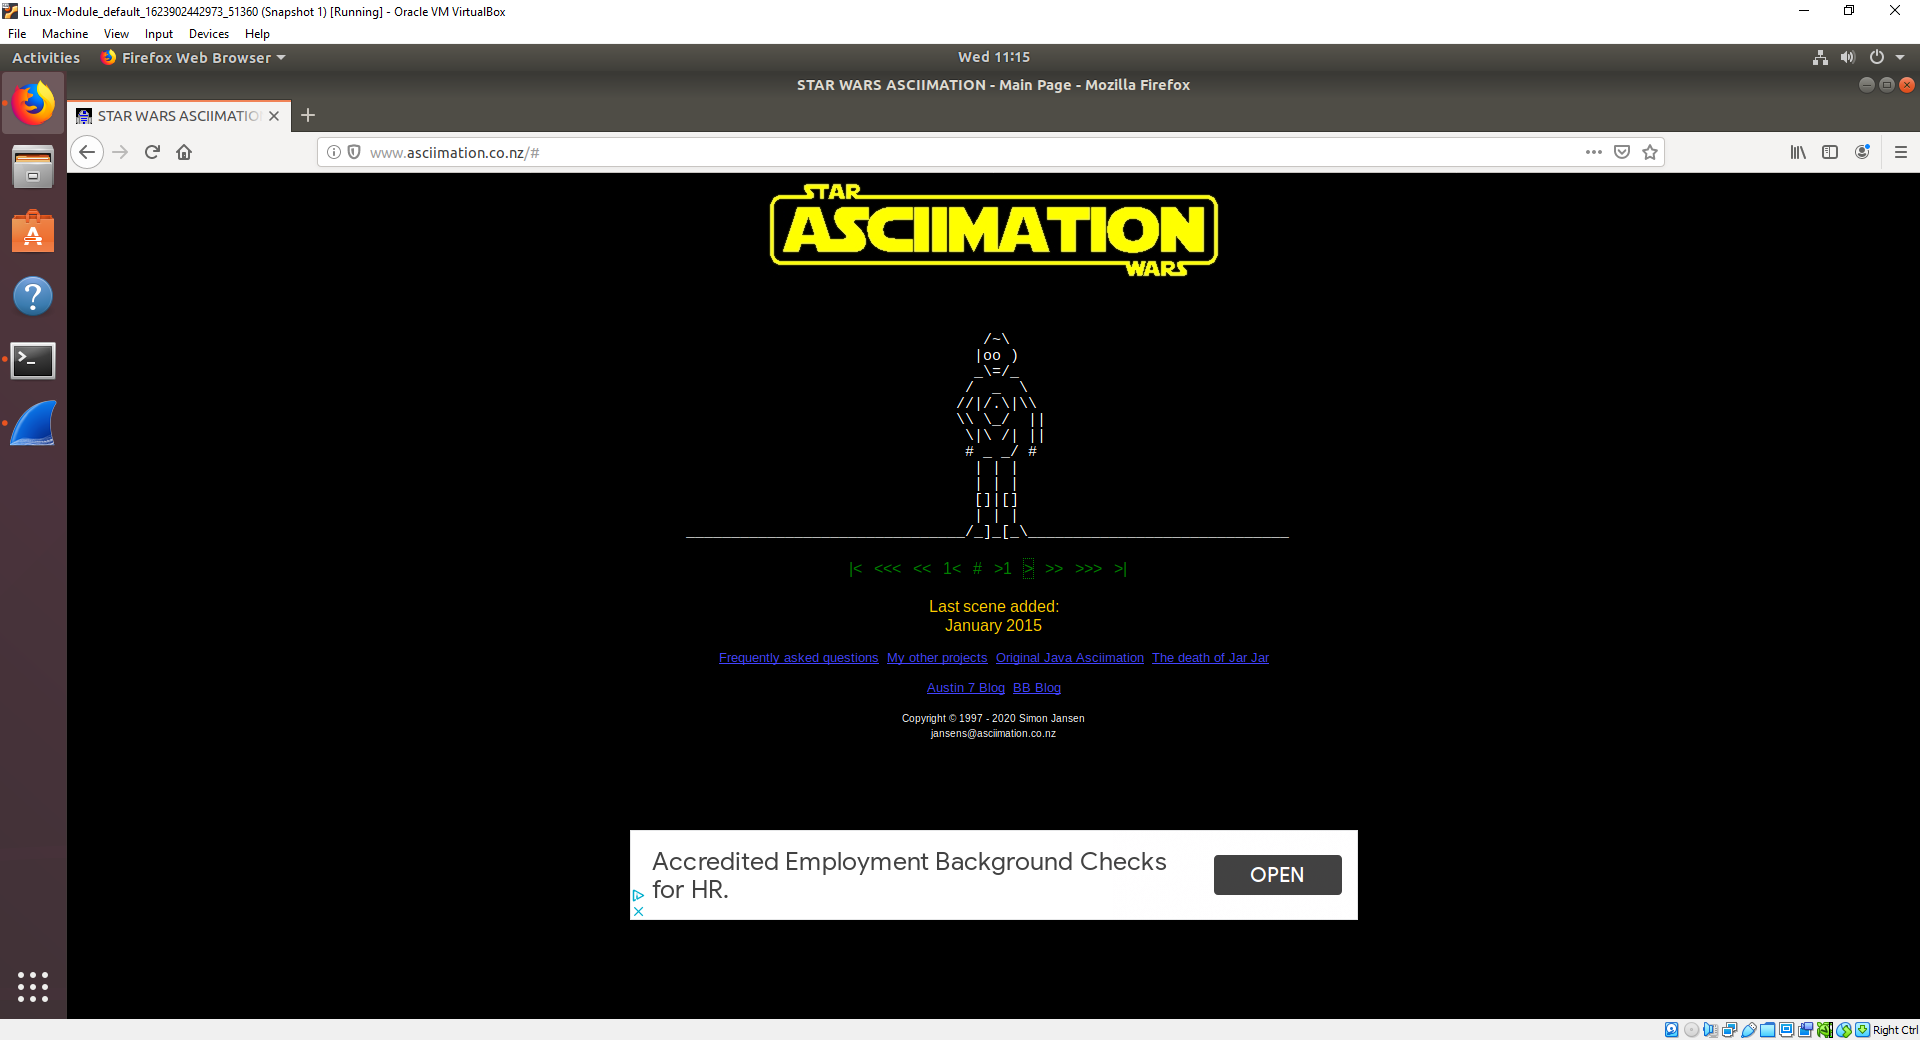 Linux-Module_default_1623902442973_51360 (Snapshot 1) [Running] - Oracle VM VirtualBox
File Machine View Input Devices Help
Activities Firefox Web Browser Wed 11:15
STAR WARS ASCIIMATION - Main Page - Mozilla Firefox
STAR WARS ASCIIMATIO
www.asciimation.co.nz/#
STAR
ASCIIMATION
WARS
/~\
|oo )
_\=/_
/ _ \
//|/.\|\\
\\ \_/ ||
\|\ /| ||
# _ _/ #
| | |
| | |
[]|[]
| | |
_______________________________/_]_[_\_____________________________
|< <<< << 1< # >1 > >> >>> >|
Last scene added:
January 2015
Frequently asked questions My other projects Original Java Asciimation The death of Jar Jar
Austin 7 Blog BB Blog
Copyright © 1997 - 2020 Simon Jansen
jansens@asciimation.co.nz
Accredited Employment Background Checks
for HR.
OPEN
Right Ctrl